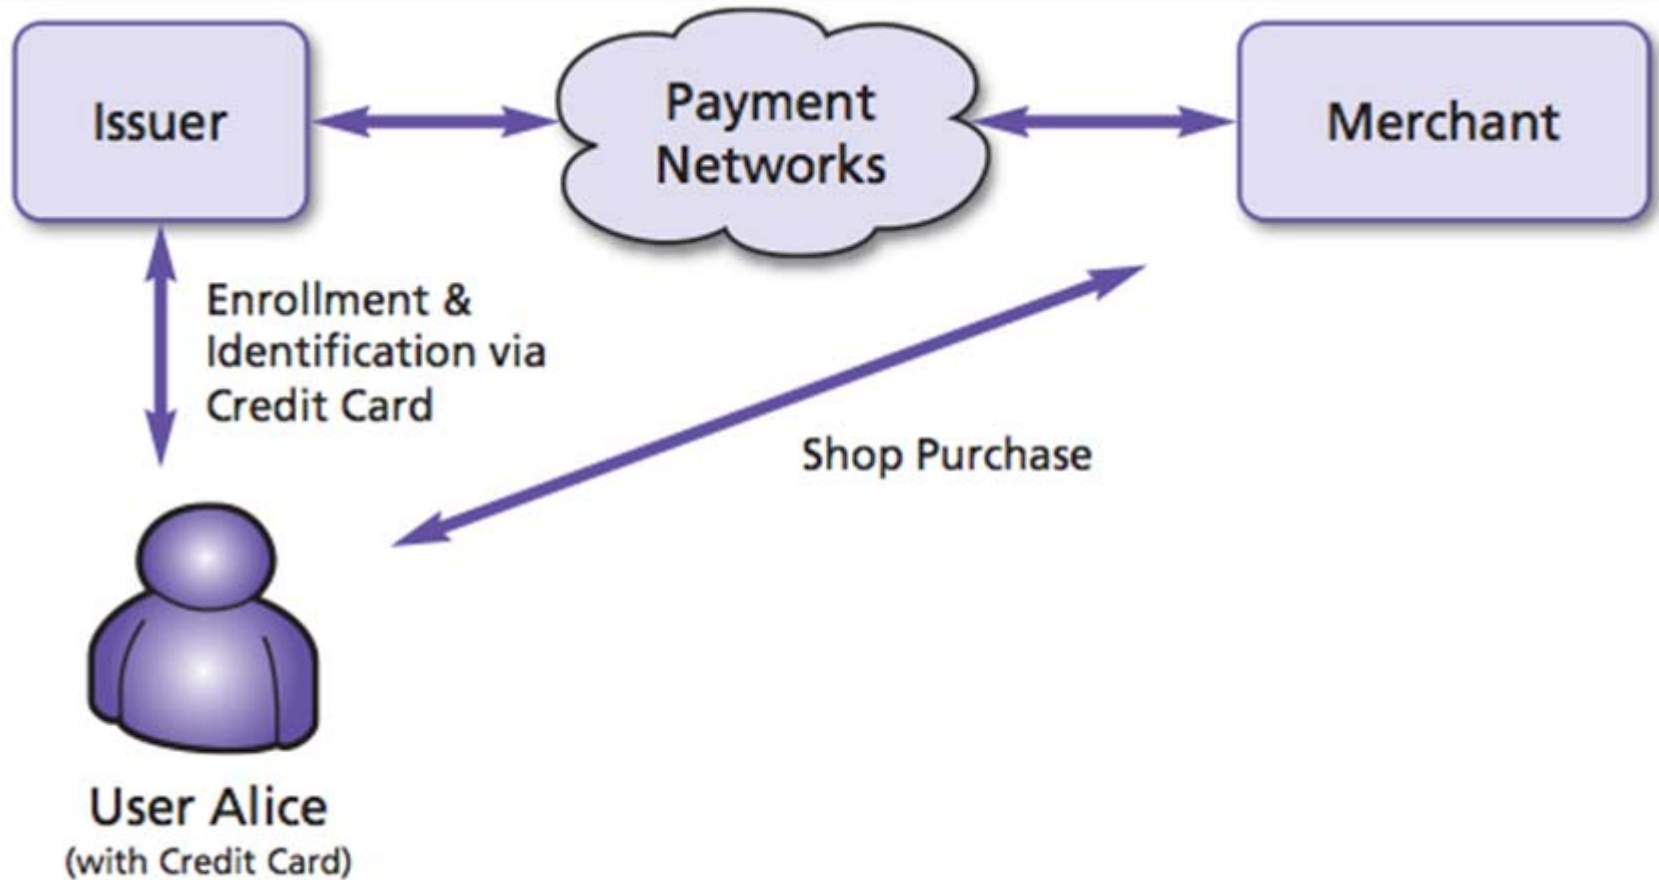 Issuer
Payment
Networks
Merchant
Enrollment &
Identification via
Credit Card
Shop Purchase
User Alice
(with Credit Card)